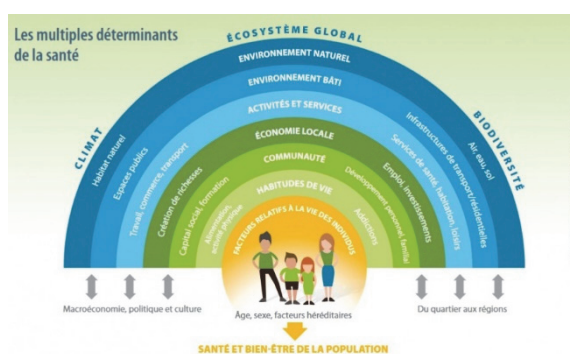 Les multiples déterminants
de la santé
ÉCOSYSTÈME GLOBAL
CLIMAT
BIODIVERSITÉ
ENVIRONNEMENT NATUREL
Habitat naturel
Air, eau, sol
ENVIRONNEMENT BÂTI
Espaces publics
Infrastructures de transport/résidentielles
ACTIVITÉS ET SERVICES
Travail, commerce, transport
Services de santé, habitation, loisirs
ÉCONOMIE LOCALE
Création de richesses
Emploi, investissements
COMMUNAUTÉ
Capital social, formation
Développement personnel, familial
HABITUDES DE VIE
Alimentation,
activité physique
Addictions
FACTEURS RELATIFS À LA VIE DES INDIVIDUS
Macroéconomie, politique et culture
Âge, sexe, facteurs héréditaires
Du quartier aux régions
SANTÉ ET BIEN-ÊTRE DE LA POPULATION